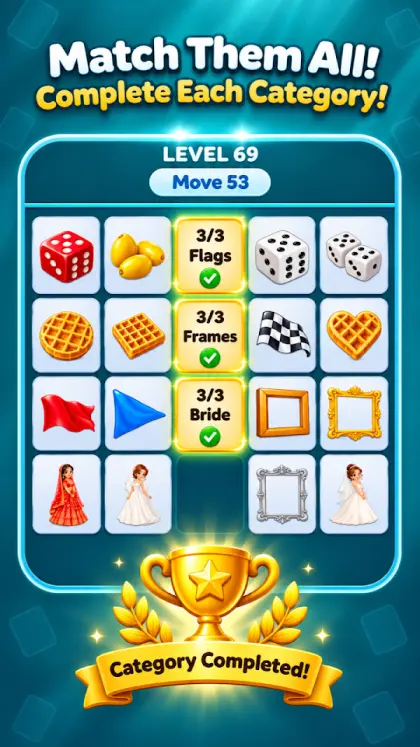 Match Them All!
Complete Each Category!
LEVEL 69
Move 53
3/3
Flags
3/3
Frames
3/3
Bride
Category Completed!